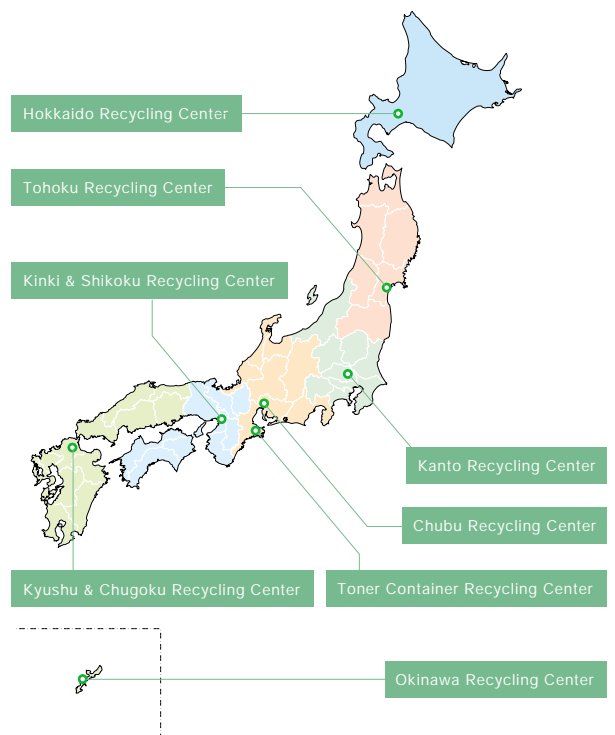 Hokkaido Recycling Center
Tohoku Recycling Center
Kinki & Shikoku Recycling Center
Kanto Recycling Center
Chubu Recycling Center
Kyushu & Chugoku Recycling Center
Toner Container Recycling Center
Okinawa Recycling Center